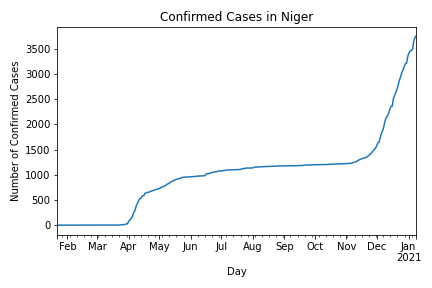 Confirmed Cases in Niger
Number of Confirmed Cases
3500
3000
2500
2000
1500
1000
500
0
Feb Mar Apr May Jun Jul Aug Sep Oct Nov Dec Jan
2021
Day